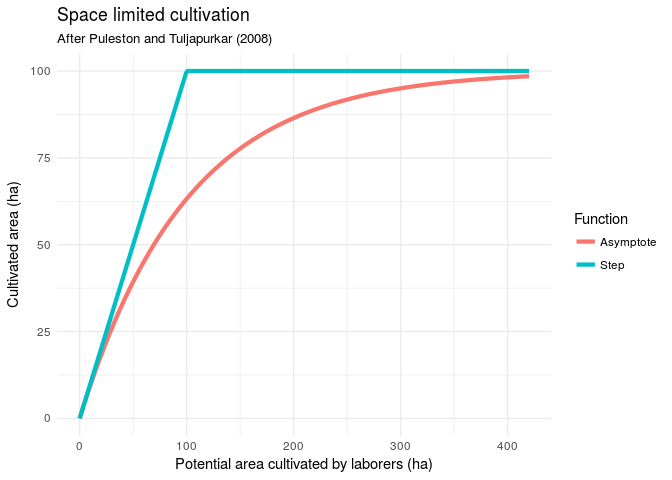 Space limited cultivation
After Puleston and Tuljapurkar (2008)
100
75
50
25
0
Cultivated area (ha)
0 100 200 300 400
Potential area cultivated by laborers (ha)
Function
Asymptote
Step